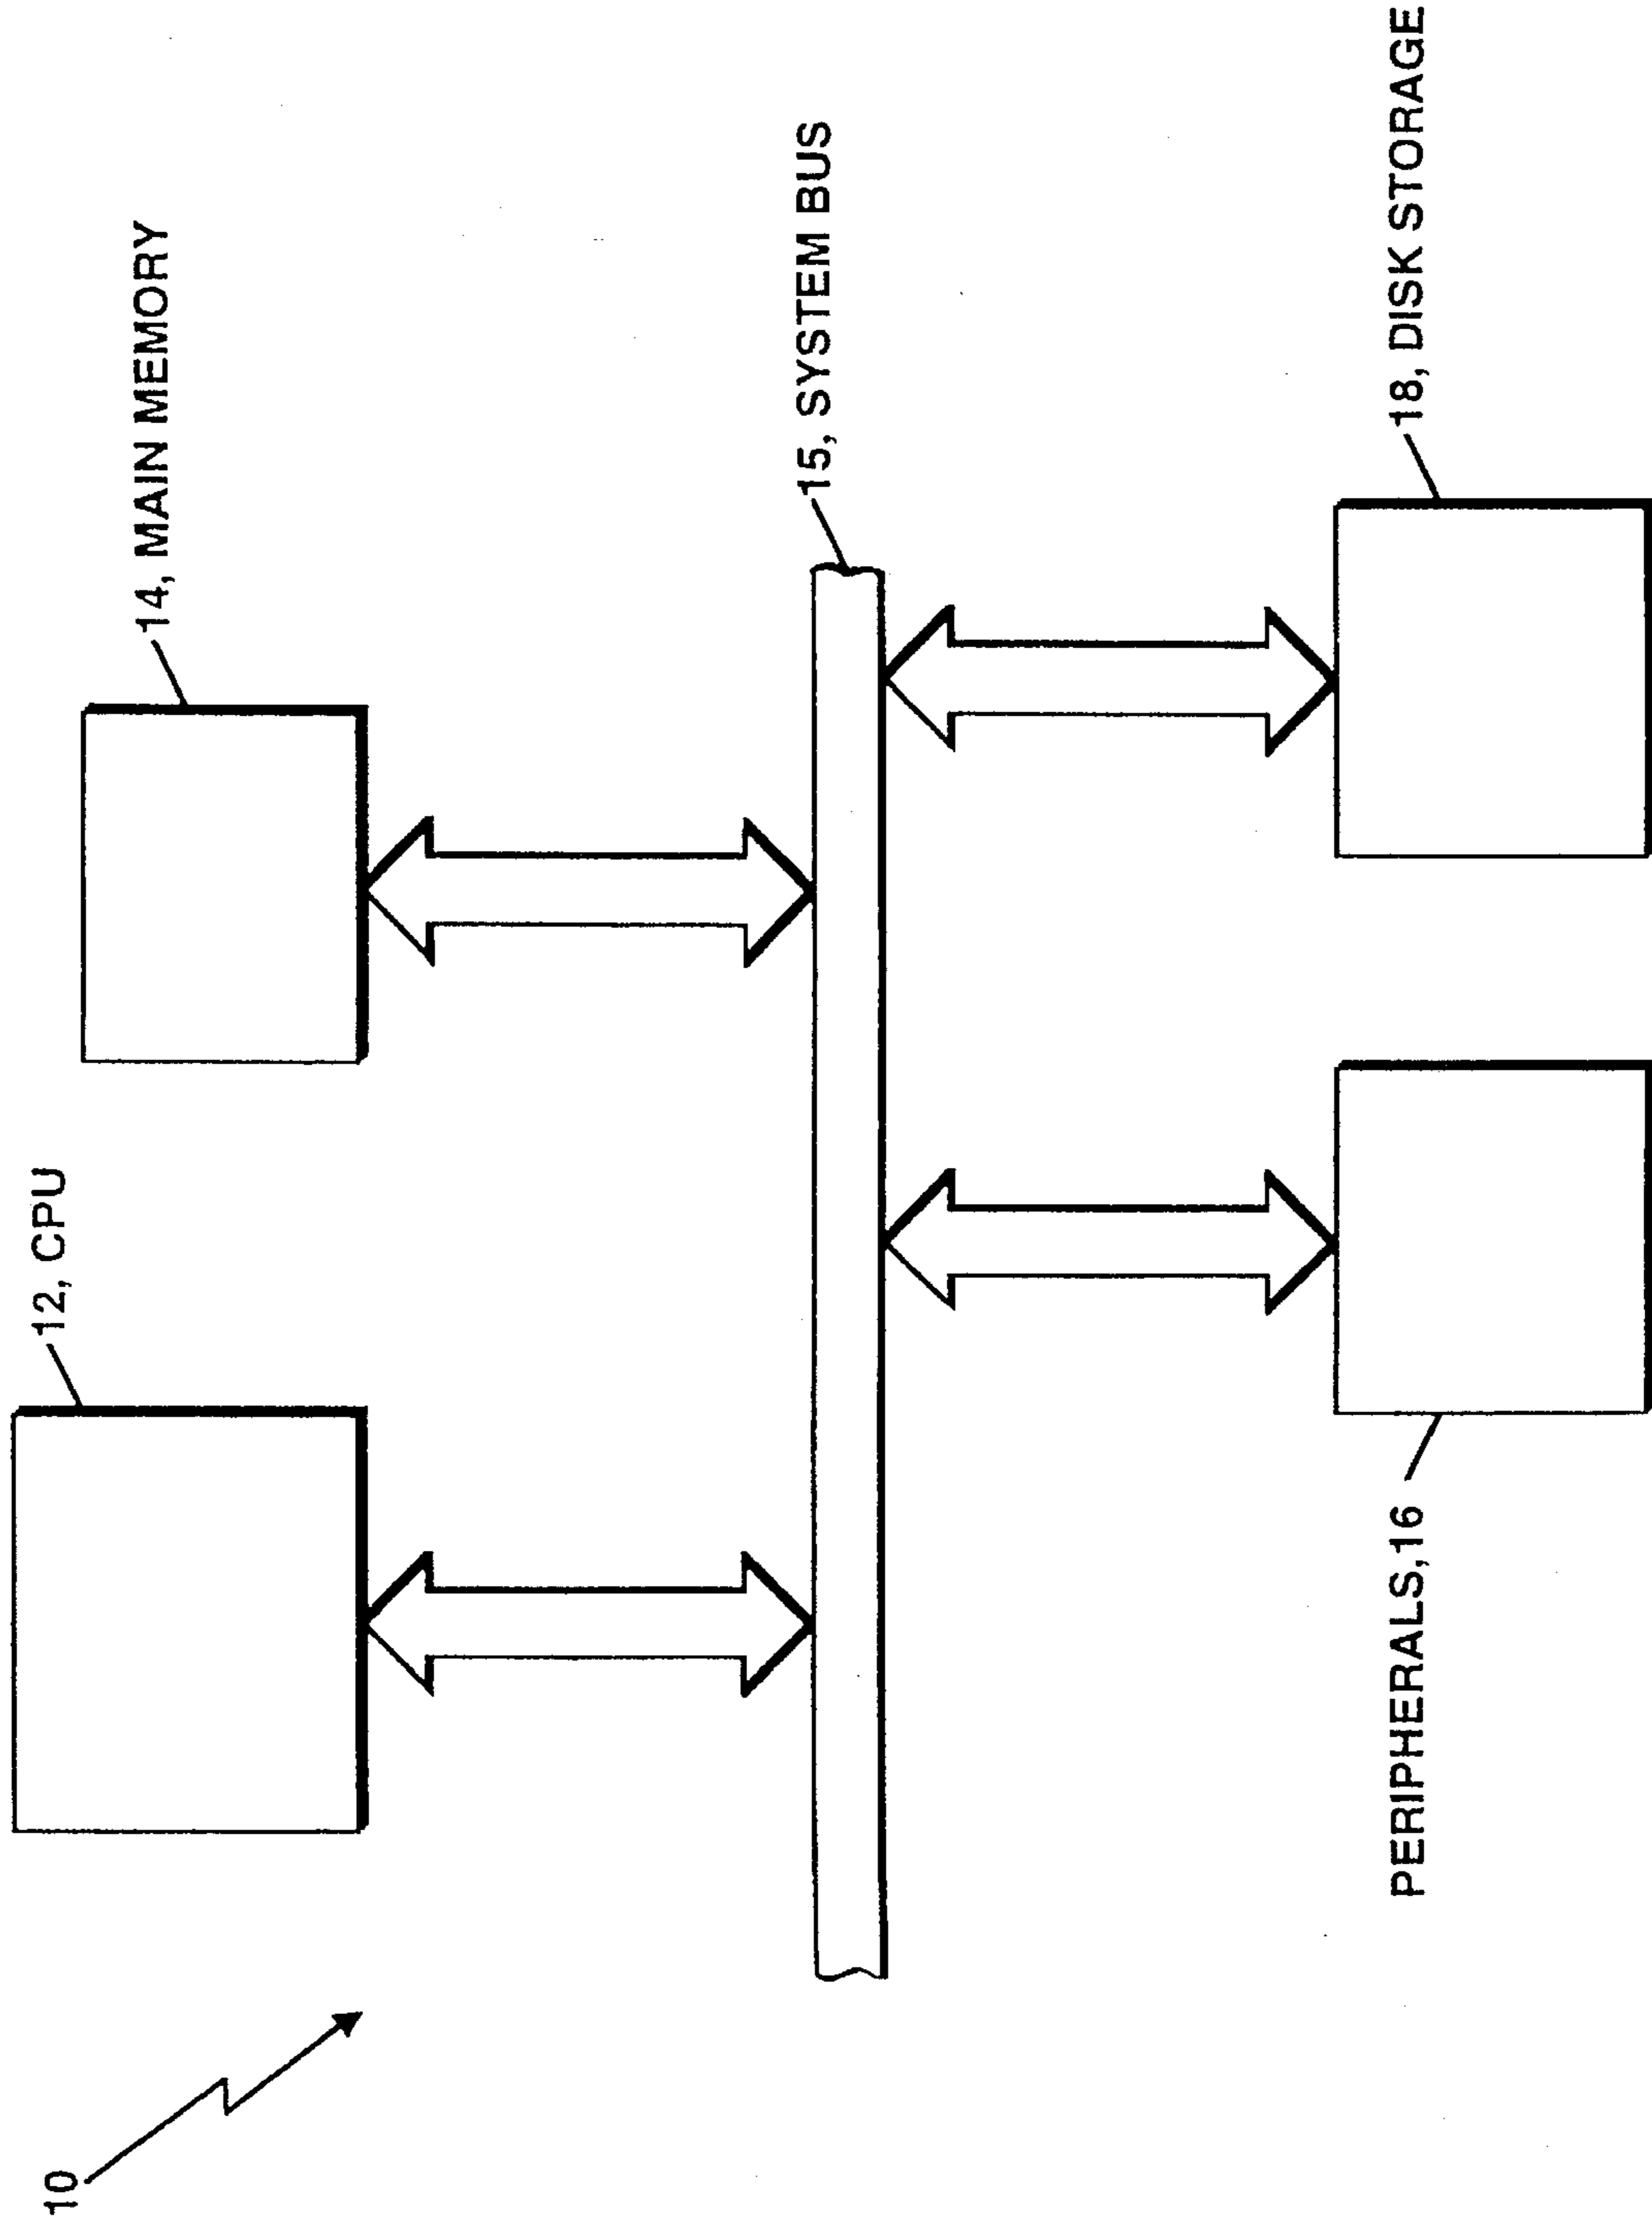 10
12, CPU
14, MAIN MEMORY
15, SYSTEM BUS
PERIPHERALS,16
18, DISK STORAGE